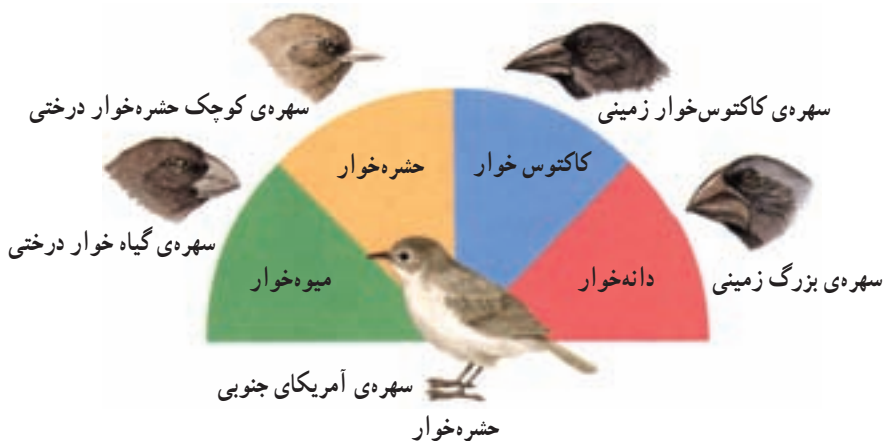 سهره‌ی کوچک حشره‌خوار درختی
سهره‌ی کاکتوس‌خوار زمینی
حشره‌خوار
کاکتوس خوار
سهره‌ی گیاه خوار درختی
سهره‌ی بزرگ زمینی
میوه‌خوار
دانه‌خوار
سهره‌ی آمریکای جنوبی
حشره‌خوار